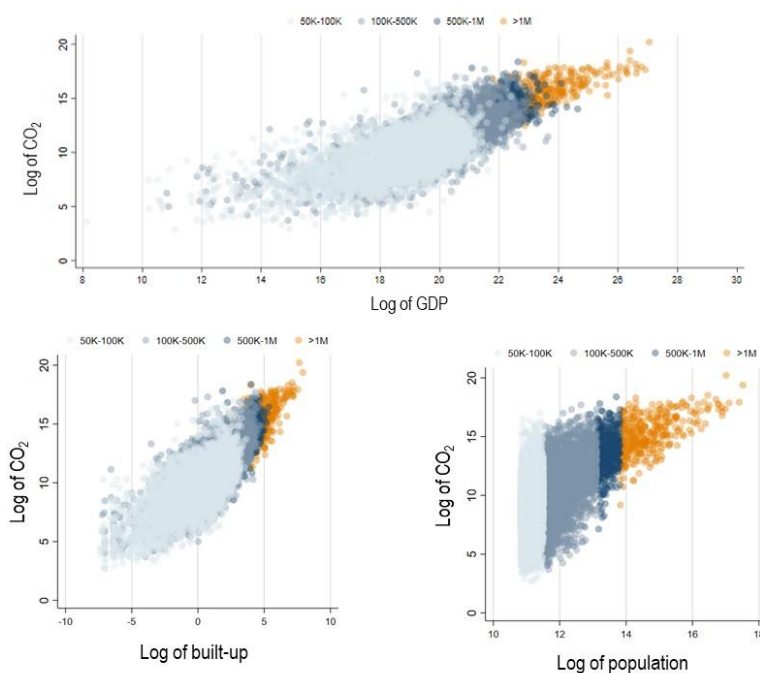 50K-100K 100K-500K 500K-1M >1M
20
15
10
5
0
Log of CO₂
8 10 12 14 16 18 20 22 24 26 28 30
Log of GDP
50K-100K 100K-500K 500K-1M >1M
20
15
10
5
0
Log of CO₂
-10 -5 0 5 10
Log of built-up
50K-100K 100K-500K 500K-1M >1M
20
15
10
5
0
Log of CO₂
10 12 14 16 18
Log of population